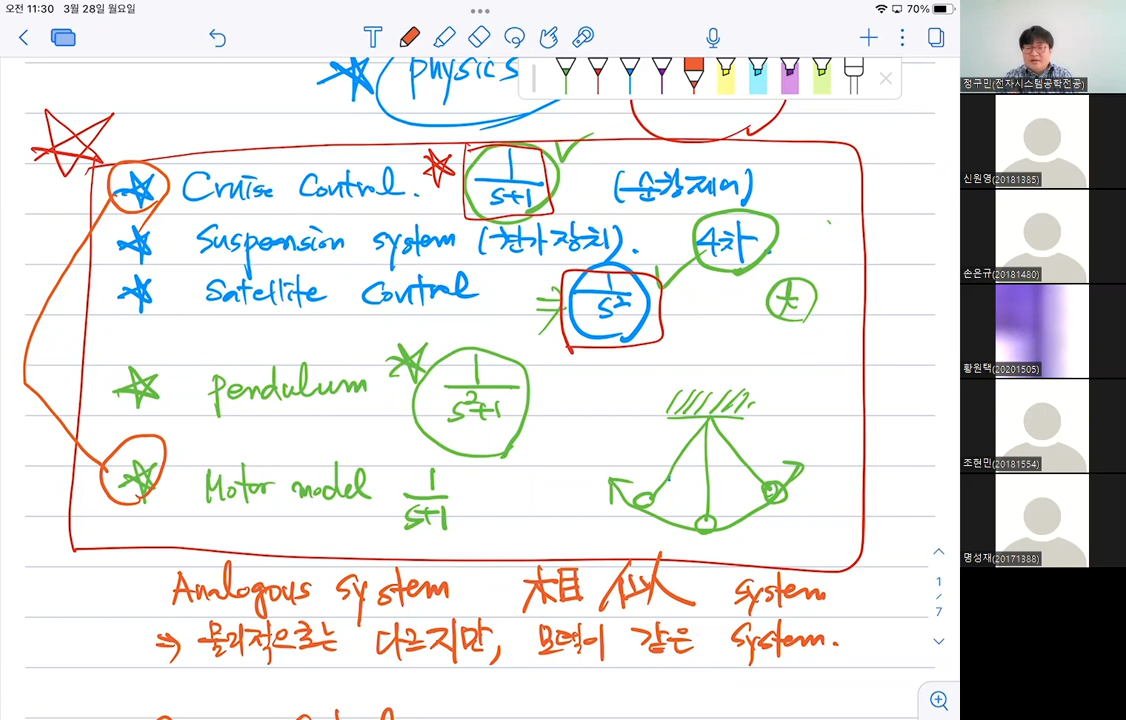 오전 11:30 3월 28일 월요일
70%
physics
Cruise Control. 1/(s+1) (순항제어)
Suspension system (현가장치). 4차
Satellite Control ⇒ 1/s² t
pendulum 1/(s²+1)
Motor model 1/(s+1)
Analogous system 相似 system
⇒ 물리적으로는 다르지만, 모델이 같은 system.
1
/
7
정구민(전자시스템공학전공)
신원영(20181385)
손은규(20181480)
황원택(20201505)
조현민(20181554)
명성재(20171388)